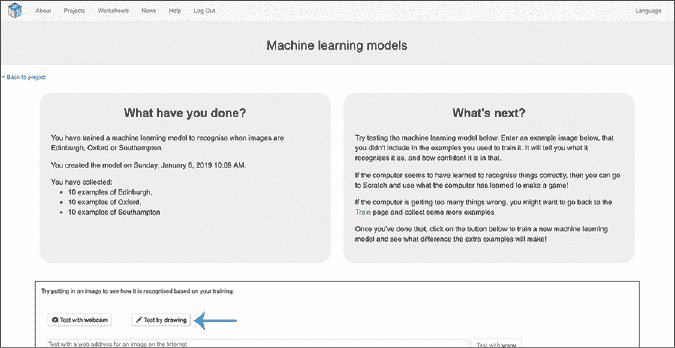 About Projects Worksheets News Help Log Out Language
Machine learning models
< Back to project
What have you done?
You have trained a machine learning model to recognise when images are
Edinburgh, Oxford or Southampton.
You created the model on Sunday, January 6, 2019 10:09 AM.
You have collected:
• 10 examples of Edinburgh,
• 10 examples of Oxford,
• 10 examples of Southampton
What's next?
Try testing the machine learning model below. Enter an example image below, that
you didn't include in the examples you used to train it. It will tell you what it
recognises it as, and how confident it is in that.
If the computer seems to have learned to recognise things correctly, then you can go
to Scratch and use what the computer has learned to make a game!
If the computer is getting too many things wrong, you might want to go back to the
Train page and collect some more examples
Once you've done that, click on the button below to train a new machine learning
model and see what difference the extra examples will make!
Try putting in an image to see how it is recognised based on your training.
Test with webcam Test by drawing
Test with a web address for an image on the Internet Test with www